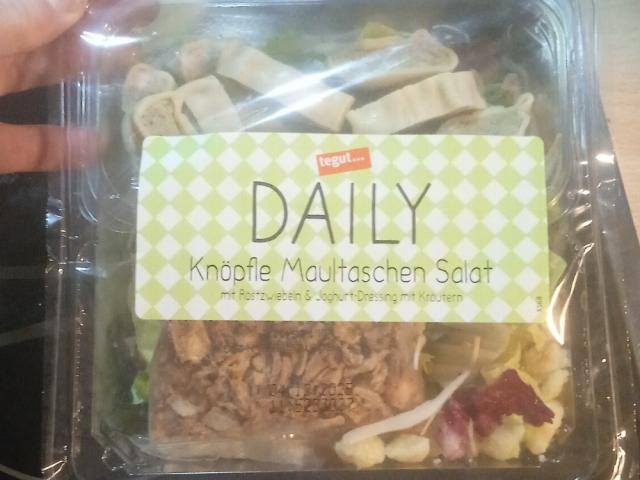 tegut...
DAILY
Knöpfle Maultaschen Salat
mit Röstzwiebeln & Joghurt-Dressing mit Kräutern